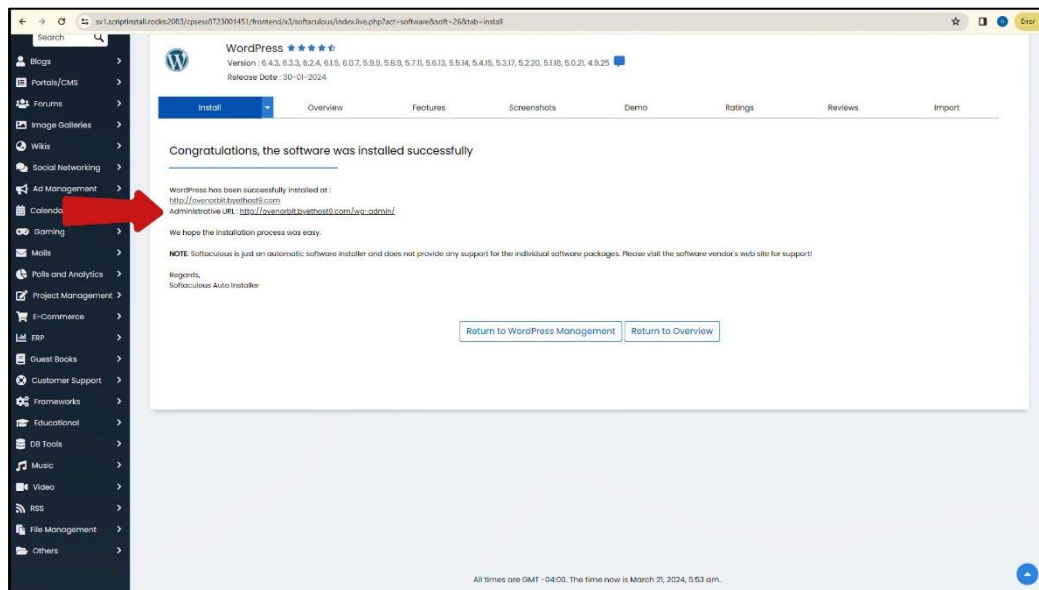 sv1.scriptinstall.rocks:2083/cpsess8723001451/frontend/x3/softaculous/index.live.php?act=software&soft=26&tab=install
Error
Search
Blogs
Portals/CMS
Forums
Image Galleries
Wikis
Social Networking
Ad Management
Calenda
Gaming
Mails
Polls and Analytics
Project Management
E-Commerce
ERP
Guest Books
Customer Support
Frameworks
Educational
DB Tools
Music
Video
RSS
File Management
Others
WordPress
Version : 6.4.3, 6.3.3, 6.2.4, 6.1.5, 6.0.7, 5.9.9, 5.8.9, 5.7.11, 5.6.13, 5.5.14, 5.4.15, 5.3.17, 5.2.20, 5.1.18, 5.0.21, 4.9.25
Release Date : 30-01-2024
Install
Overview
Features
Screenshots
Demo
Ratings
Reviews
Import
Congratulations, the software was installed successfully
WordPress has been successfully installed at :
http://ovenorbit.byethost9.com
Administrative URL : http://ovenorbit.byethost9.com/wp-admin/
We hope the installation process was easy.
NOTE: Softaculous is just an automatic software installer and does not provide any support for the individual software packages. Please visit the software vendor's web site for support!
Regards,
Softaculous Auto Installer
Return to WordPress Management
Return to Overview
All times are GMT -04:00. The time now is March 21, 2024, 5:53 am.